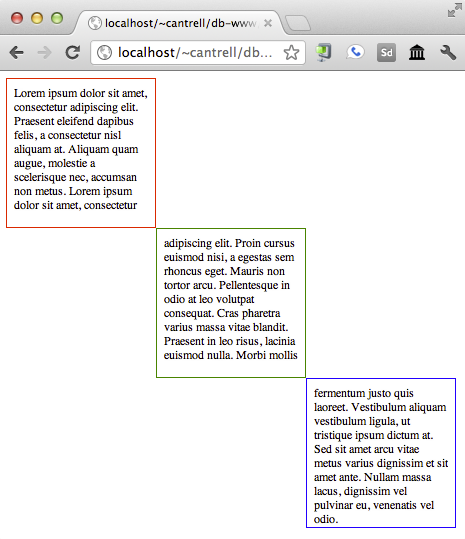 localhost/~cantrell/db-www
localhost/~cantrell/db...
Sd
Lorem ipsum dolor sit amet,
consectetur adipiscing elit.
Praesent eleifend dapibus
felis, a consectetur nisl
aliquam at. Aliquam quam
augue, molestie a
scelerisque nec, accumsan
non metus. Lorem ipsum
dolor sit amet, consectetur
adipiscing elit. Proin cursus
euismod nisi, a egestas sem
rhoncus eget. Mauris non
tortor arcu. Pellentesque in
odio at leo volutpat
consequat. Cras pharetra
varius massa vitae blandit.
Praesent in leo risus, lacinia
euismod nulla. Morbi mollis
fermentum justo quis
laoreet. Vestibulum aliquam
vestibulum ligula, ut
tristique ipsum dictum at.
Sed sit amet arcu vitae
metus varius dignissim et sit
amet ante. Nullam massa
lacus, dignissim vel
pulvinar eu, venenatis vel
odio.